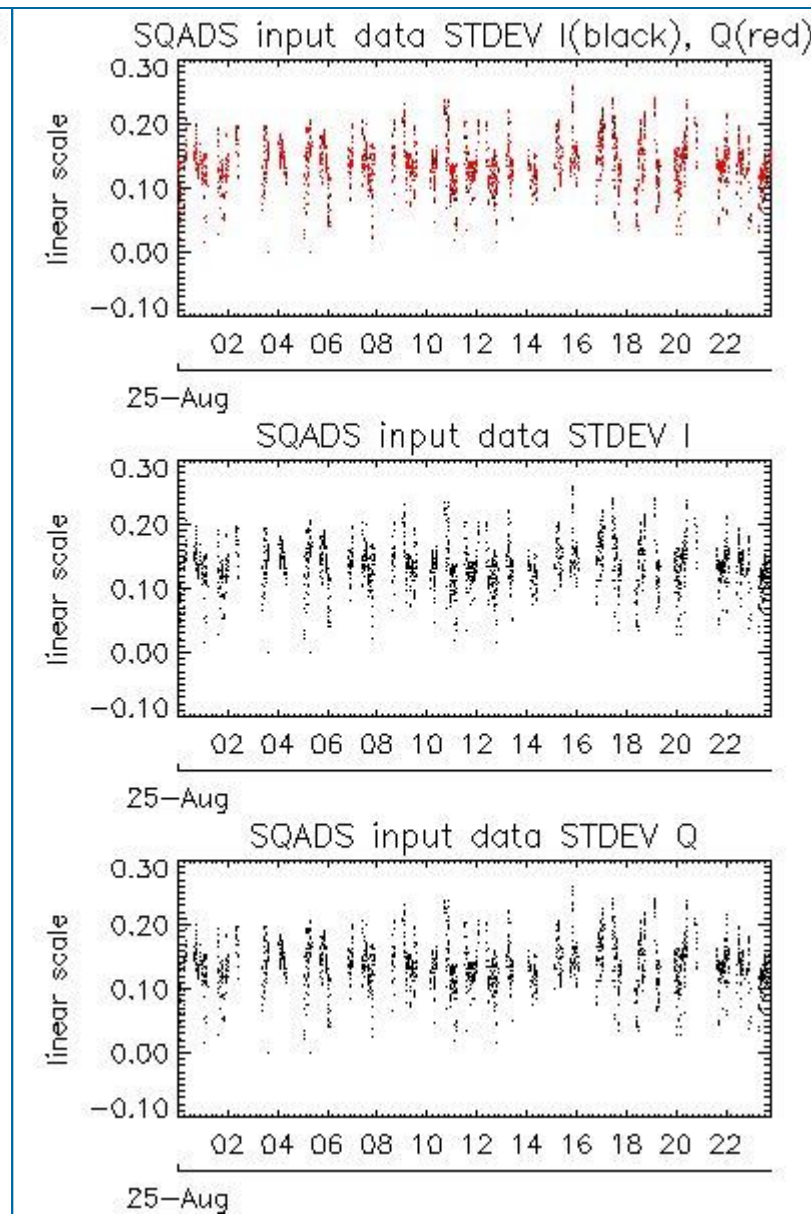 SQADS input data STDEV I(black), Q(red)
0.30
0.20
0.10
0.00
-0.10
linear scale
02 04 06 08 10 12 14 16 18 20 22
25-Aug
SQADS input data STDEV I
0.30
0.20
0.10
0.00
-0.10
linear scale
02 04 06 08 10 12 14 16 18 20 22
25-Aug
SQADS input data STDEV Q
0.30
0.20
0.10
0.00
-0.10
linear scale
02 04 06 08 10 12 14 16 18 20 22
25-Aug